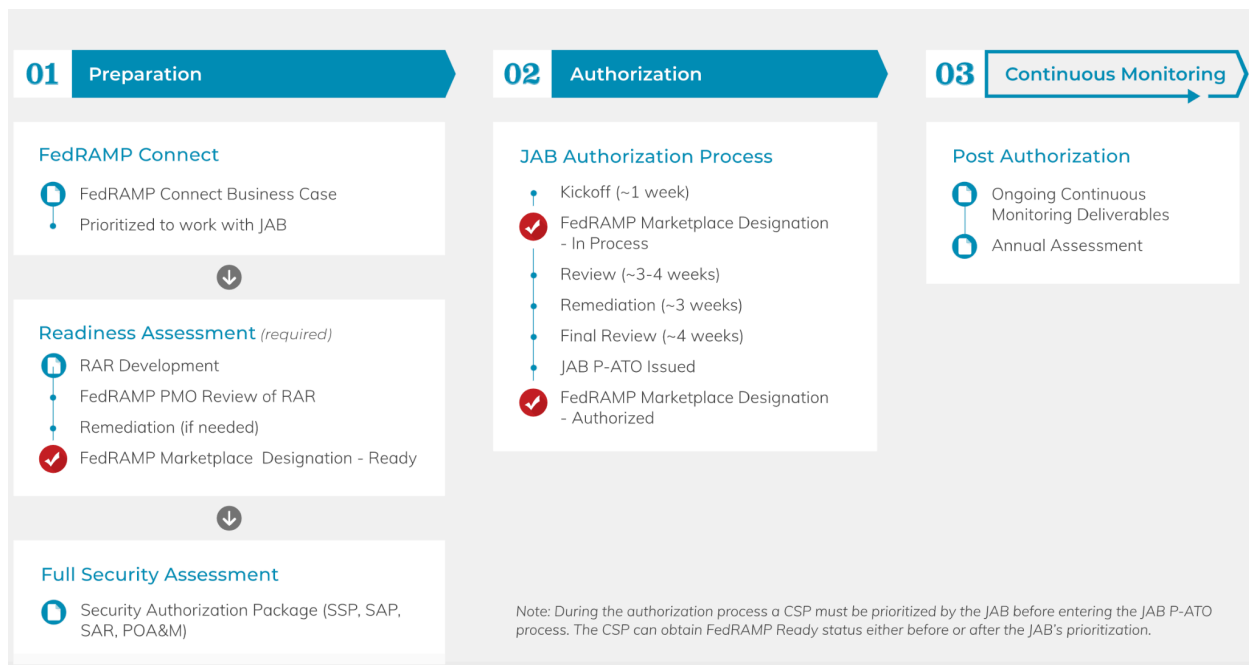 01 Preparation
FedRAMP Connect
FedRAMP Connect Business Case
Prioritized to work with JAB
Readiness Assessment (required)
RAR Development
FedRAMP PMO Review of RAR
Remediation (if needed)
FedRAMP Marketplace Designation - Ready
Full Security Assessment
Security Authorization Package (SSP, SAP,
SAR, POA&M)
02 Authorization
JAB Authorization Process
Kickoff (~1 week)
FedRAMP Marketplace Designation
- In Process
Review (~3-4 weeks)
Remediation (~3 weeks)
Final Review (~4 weeks)
JAB P-ATO Issued
FedRAMP Marketplace Designation
- Authorized
03 Continuous Monitoring
Post Authorization
Ongoing Continuous
Monitoring Deliverables
Annual Assessment
Note: During the authorization process a CSP must be prioritized by the JAB before entering the JAB P-ATO
process. The CSP can obtain FedRAMP Ready status either before or after the JAB's prioritization.